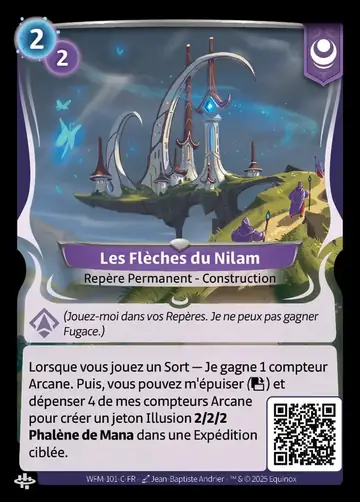 2
2
Les Flèches du Nilam
Repère Permanent - Construction
(Jouez-moi dans vos Repères. Je ne peux pas gagner
Fugace.)
Lorsque vous jouez un Sort — Je gagne 1 compteur
Arcane. Puis, vous pouvez m'épuiser () et
dépenser 4 de mes compteurs Arcane
pour créer un jeton Illusion 2/2/2
Phalène de Mana dans une Expédition
ciblée.
WFM-101-C-FR - Jean-Baptiste Andrier - ™ & © 2025 Equinox